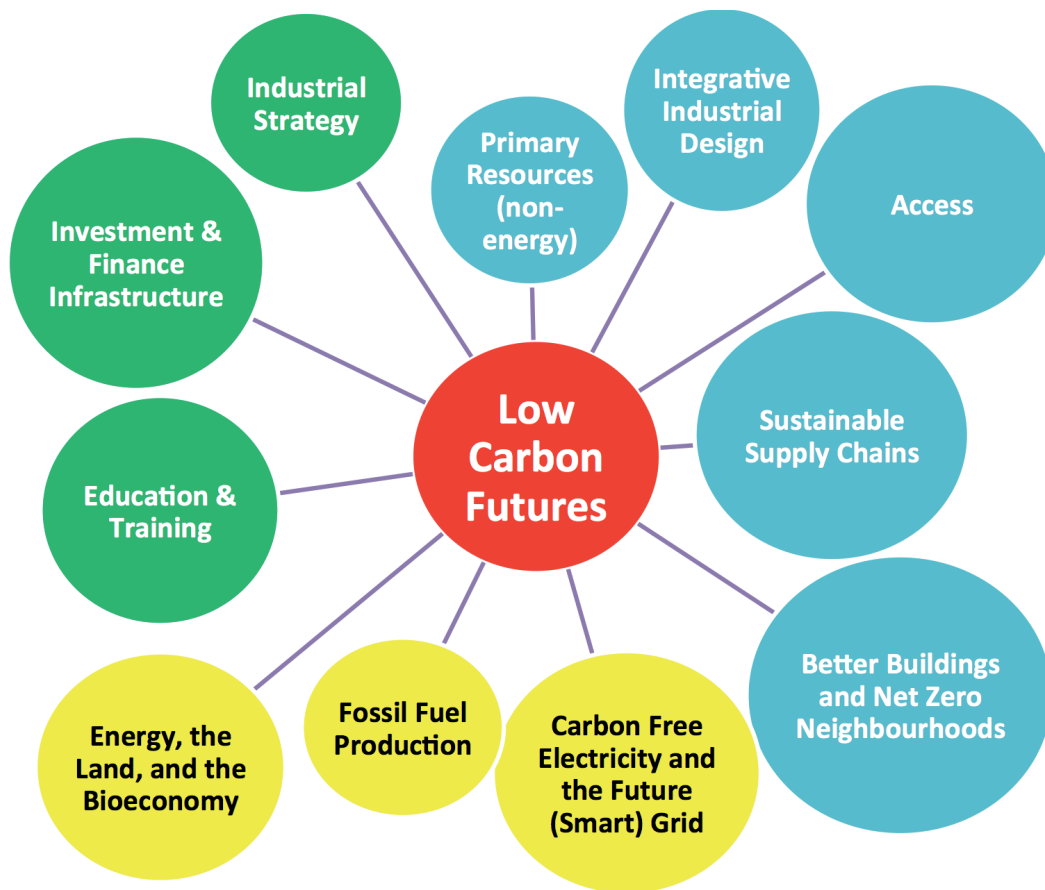 Industrial
Strategy
Primary
Resources
(non-
energy)
Integrative
Industrial
Design
Access
Investment &
Finance
Infrastructure
Low
Carbon
Futures
Sustainable
Supply Chains
Education &
Training
Better Buildings
and Net Zero
Neighbourhoods
Energy, the
Land, and the
Bioeconomy
Fossil Fuel
Production
Carbon Free
Electricity and
the Future
(Smart) Grid